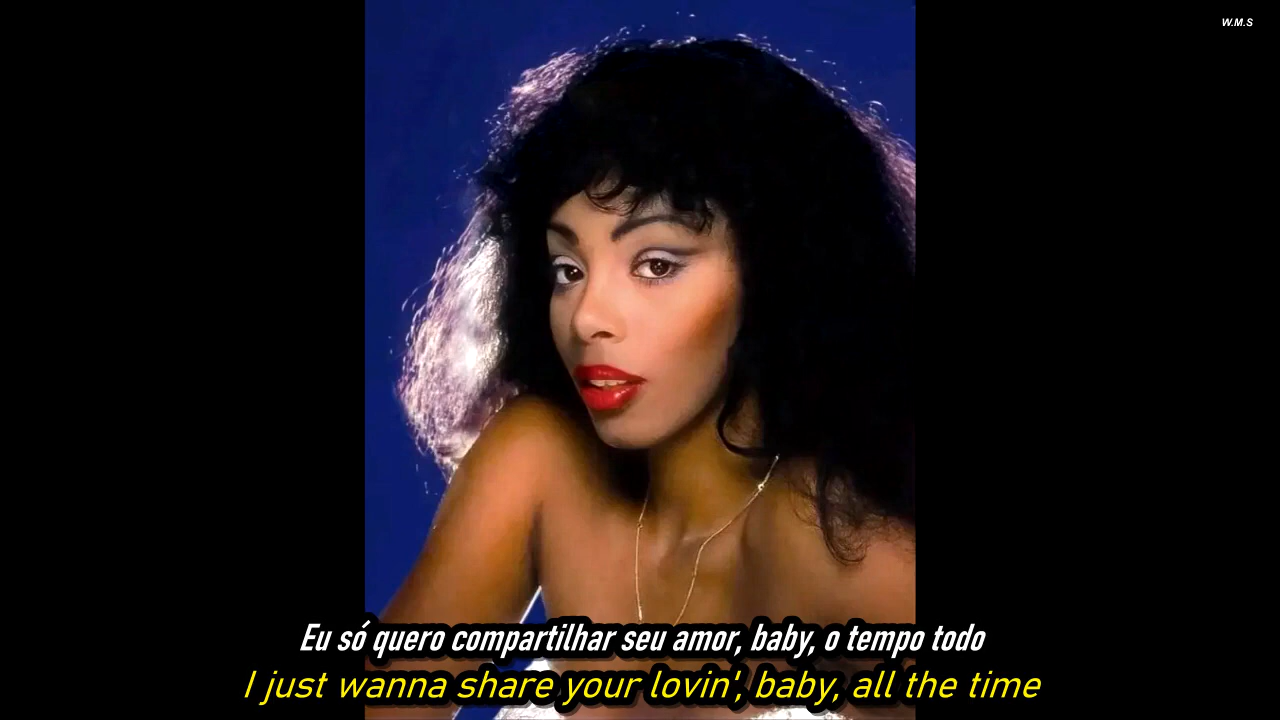 W.M.S
Eu só quero compartilhar seu amor, baby, o tempo todo
I just wanna share your lovin', baby, all the time